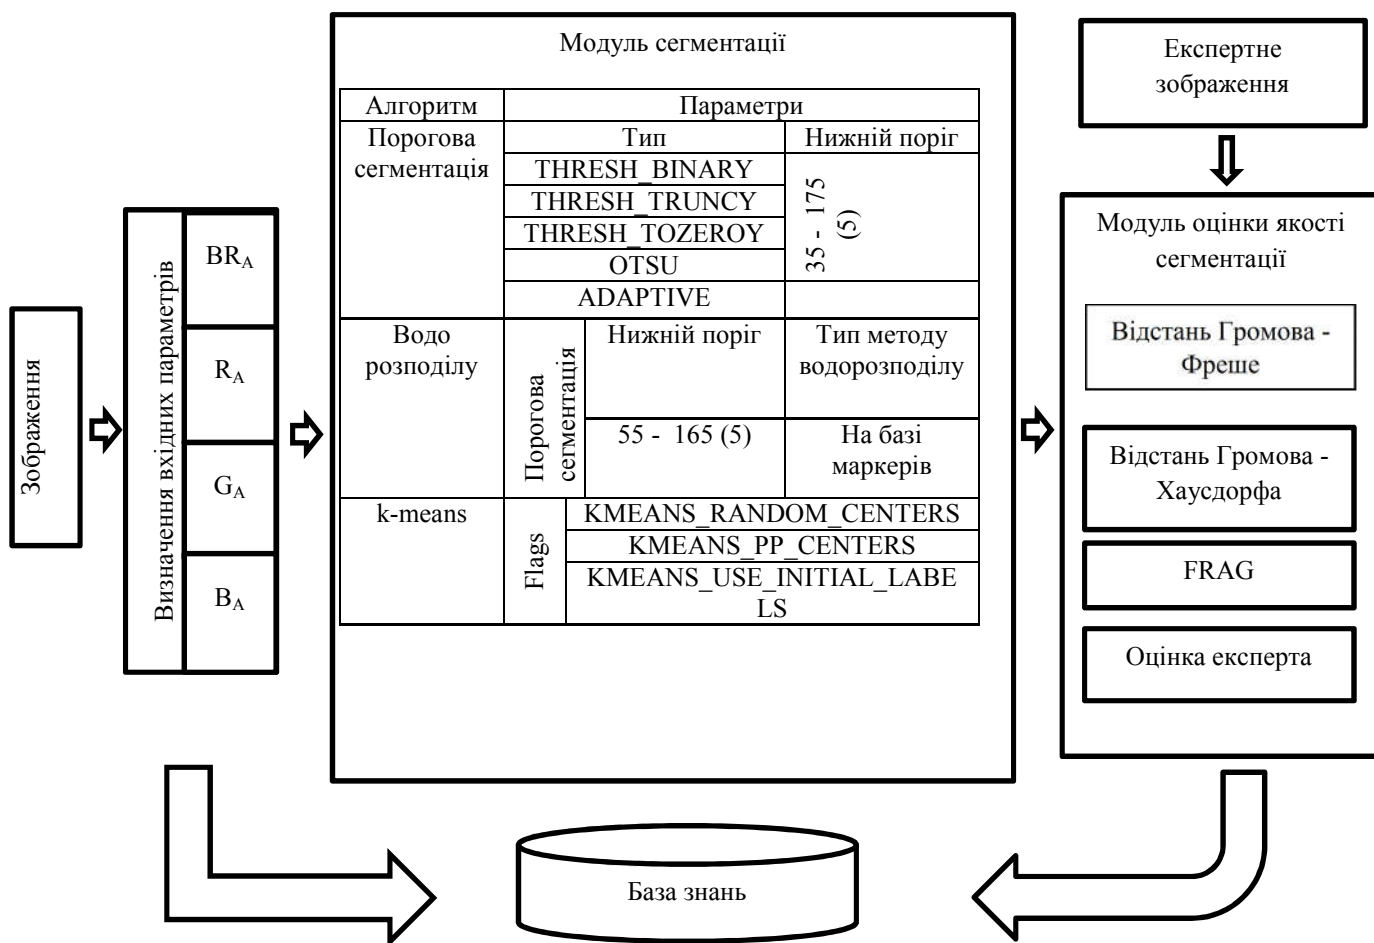 Зображення
Визначення вхідних параметрів
BRA
RA
GA
BA
Модуль сегментації
Алгоритм
Параметри
Порогова
сегментація
Тип
Нижній поріг
THRESH_BINARY
THRESH_TRUNCY
THRESH_TOZEROY
OTSU
35 - 175
(5)
ADAPTIVE
Водо
розподілу
Порогова
сегментація
Нижній поріг
Тип методу
водорозподілу
55 - 165 (5)
На базі
маркерів
k-means
Flags
KMEANS_RANDOM_CENTERS
KMEANS_PP_CENTERS
KMEANS_USE_INITIAL_LABE
LS
Експертне
зображення
Модуль оцінки якості
сегментації
Відстань Громова -
Фреше
Відстань Громова -
Хаусдорфа
FRAG
Оцінка експерта
База знань